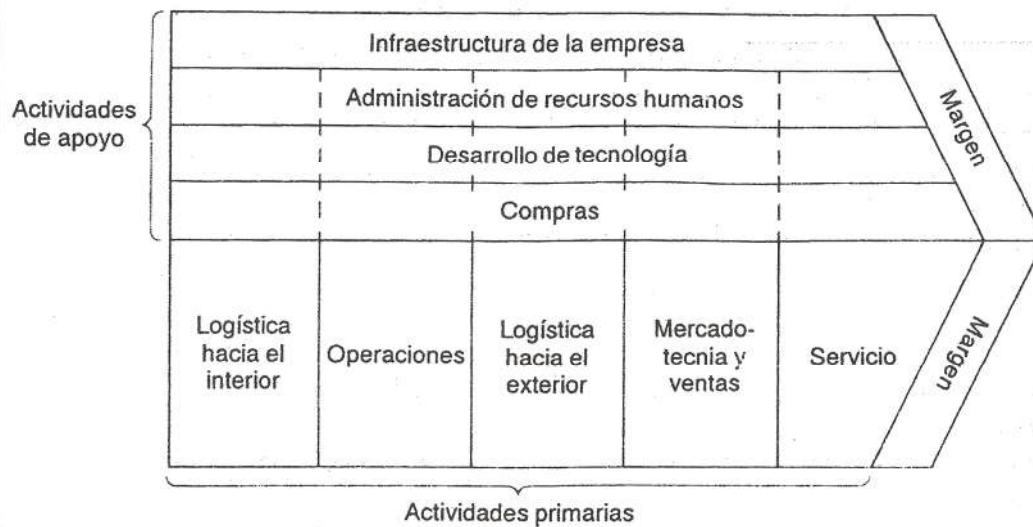 Infraestructura de la empresa
Administración de recursos humanos
Desarrollo de tecnología
Compras
Actividades
de apoyo
Margen
Logística
hacia el
interior
Operaciones
Logística
hacia el
exterior
Mercado-
tecnia y
ventas
Servicio
Margen
Actividades primarias